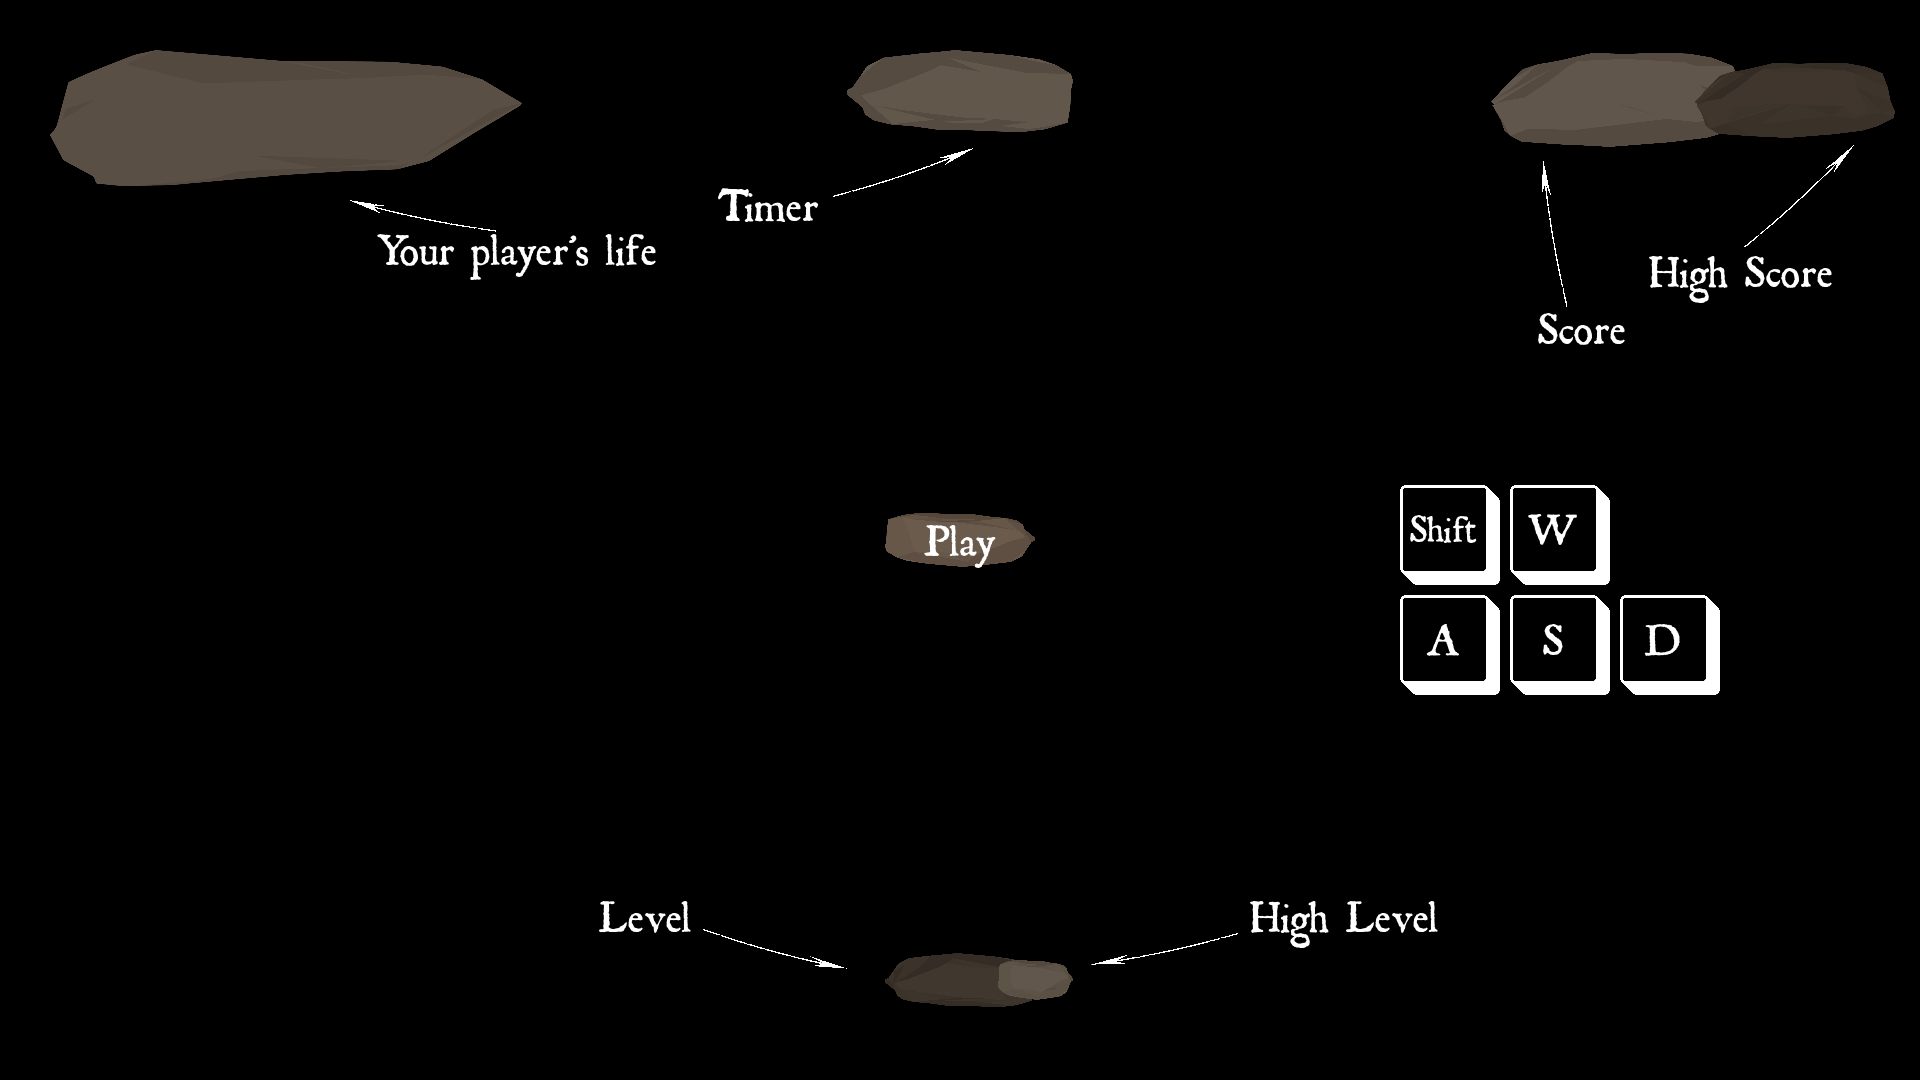 Timer
Your player's life
High Score
Score
Shift
W
Play
A
S
D
Level
High Level